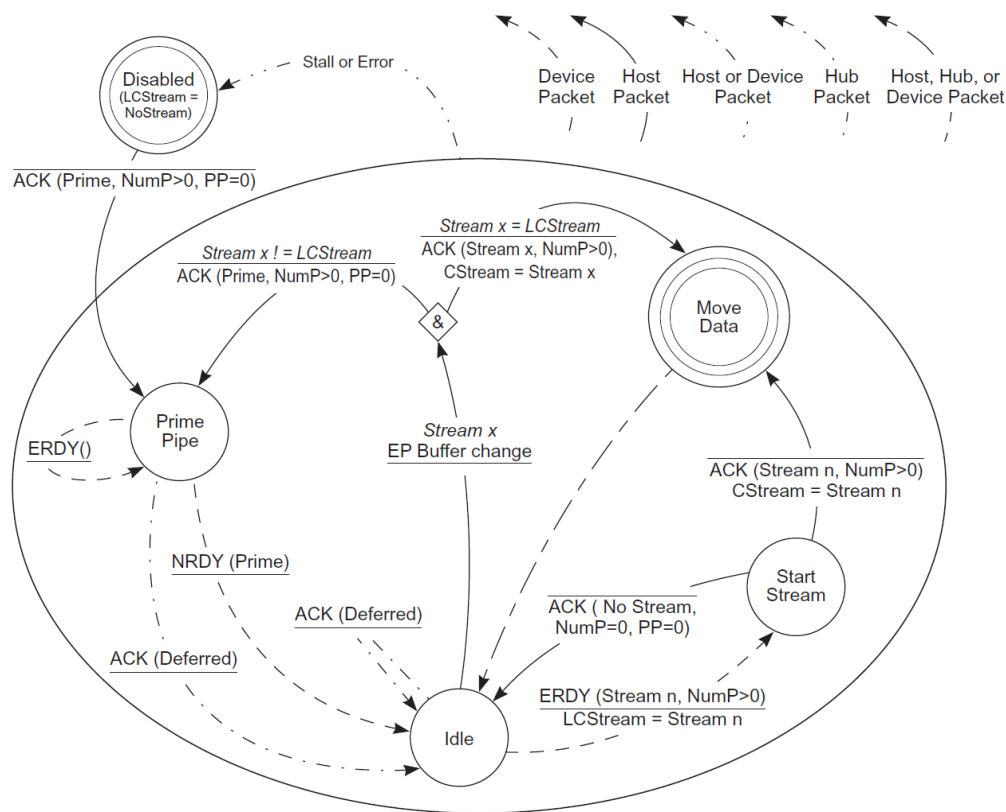 Disabled
(LCStream =
NoStream)
Stall or Error
Device
Packet
Host
Packet
Host or Device
Packet
Hub
Packet
Host, Hub, or
Device Packet
ACK (Prime, NumP>0, PP=0)
Stream x ! = LCStream
ACK (Prime, NumP>0, PP=0)
Stream x = LCStream
ACK (Stream x, NumP>0),
CStream = Stream x
&
Move
Data
Prime
Pipe
ERDY()
Stream x
EP Buffer change
ACK (Stream n, NumP>0)
CStream = Stream n
NRDY (Prime)
Start
Stream
ACK ( No Stream,
NumP=0, PP=0)
ACK (Deferred)
ACK (Deferred)
ERDY (Stream n, NumP>0)
LCStream = Stream n
Idle